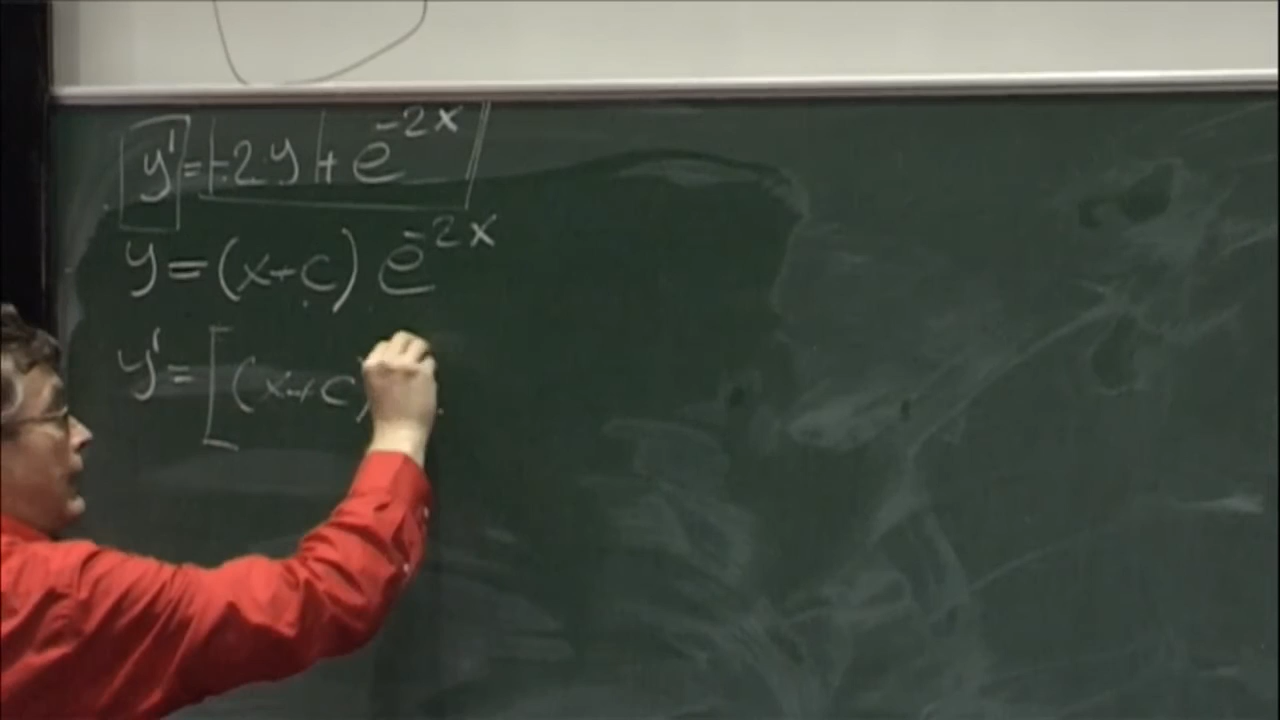 y' = -2y + e^{-2x}
y = (x+c) e^{-2x}
y' = [(x+c)